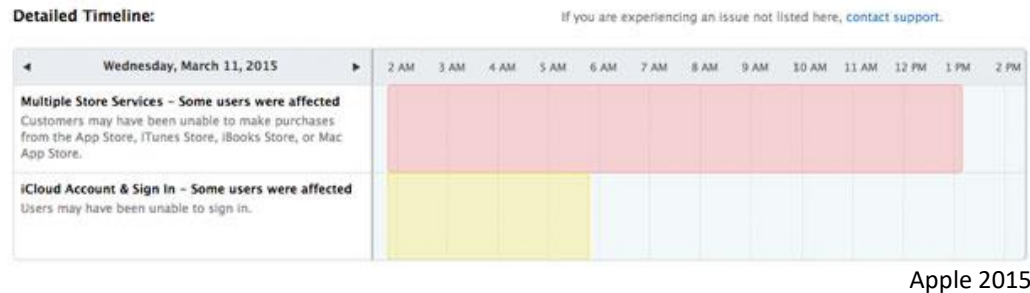 Detailed Timeline:
If you are experiencing an issue not listed here, contact support.
Wednesday, March 11, 2015
2 AM 3 AM 4 AM 5 AM 6 AM 7 AM 8 AM 9 AM 10 AM 11 AM 12 PM 1 PM 2 PM
Multiple Store Services – Some users were affected
Customers may have been unable to make purchases
from the App Store, iTunes Store, iBooks Store, or Mac
App Store.
iCloud Account & Sign In – Some users were affected
Users may have been unable to sign in.
Apple 2015